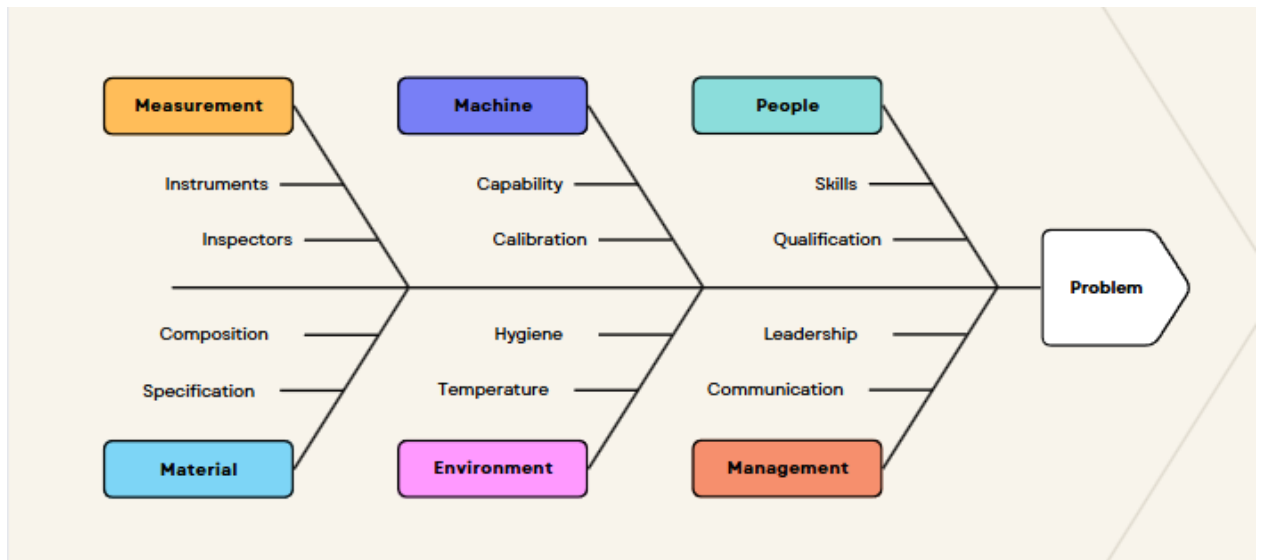 Measurement
Machine
People
Instruments
Capability
Skills
Inspectors
Calibration
Qualification
Problem
Composition
Hygiene
Leadership
Specification
Temperature
Communication
Material
Environment
Management